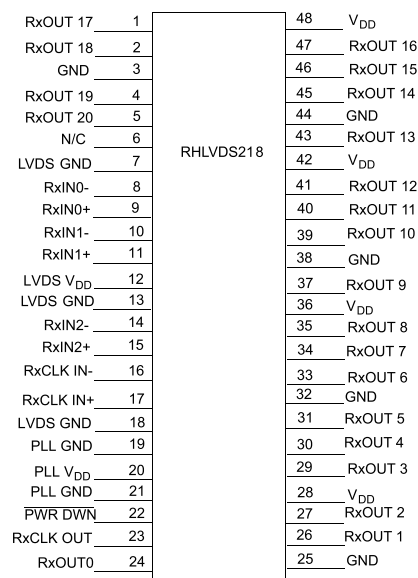 RxOUT 17 1
RxOUT 18 2
GND 3
RxOUT 19 4
RxOUT 20 5
N/C 6
LVDS GND 7
RxIN0- 8
RxIN0+ 9
RxIN1- 10
RxIN1+ 11
LVDS VDD 12
LVDS GND 13
RxIN2- 14
RxIN2+ 15
RxCLK IN- 16
RxCLK IN+ 17
LVDS GND 18
PLL GND 19
PLL VDD 20
PLL GND 21
PWR DWN 22
RxCLK OUT 23
RxOUT0 24
RHLVDS218
48 VDD
47 RxOUT 16
46 RxOUT 15
45 RxOUT 14
44 GND
43 RxOUT 13
42 VDD
41 RxOUT 12
40 RxOUT 11
39 RxOUT 10
38 GND
37 RxOUT 9
36 VDD
35 RxOUT 8
34 RxOUT 7
33 RxOUT 6
32 GND
31 RxOUT 5
30 RxOUT 4
29 RxOUT 3
28 VDD
27 RxOUT 2
26 RxOUT 1
25 GND